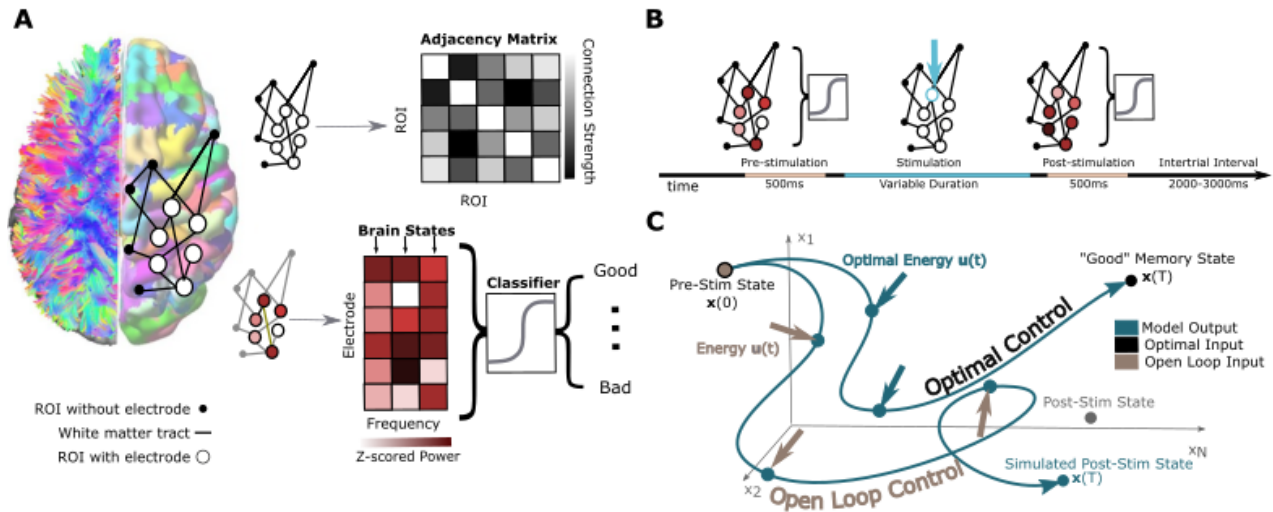 A
Adjacency Matrix
ROI
ROI
Connection Strength
Brain States
Electrode
Frequency
Z-scored Power
Classifier
Good
Bad
ROI without electrode
White matter tract
ROI with electrode
B
Pre-stimulation
Stimulation
Post-stimulation
Intertrial Interval
time
500ms
Variable Duration
500ms
2000-3000ms
C
x1
Optimal Energy u(t)
"Good" Memory State
x(T)
Pre-Stim State
x(0)
Energy u(t)
Optimal Control
Model Output
Optimal Input
Open Loop Input
Post-Stim State
xN
Simulated Post-Stim State
x(T)
x2
Open Loop Control